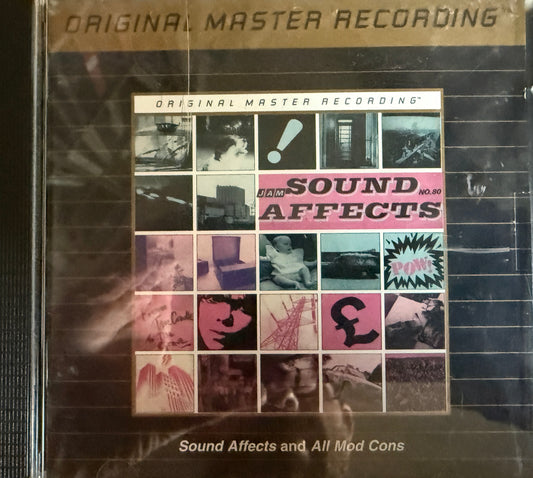 ORIGINAL MASTER RECORDING
ORIGINAL MASTER RECORDING™
!
JAM SOUND NO.80
AFFECTS
POW!
£
Sound Affects and All Mod Cons